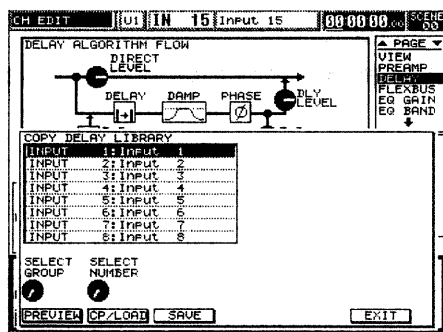 CH EDIT U1 IN 15 Input 15 00:00:00.00 SCENE 00
DELAY ALGORITHM FLOW
DIRECT LEVEL
DELAY DAMP PHASE DLY LEVEL
▲ PAGE ▼
VIEW
PREAMP
DELAY
FLEXBUS
EQ GAIN
EQ BAND
COPY DELAY LIBRARY
INPUT 1:Input 1
INPUT 2:Input 2
INPUT 3:Input 3
INPUT 4:Input 4
INPUT 5:Input 5
INPUT 6:Input 6
INPUT 7:Input 7
INPUT 8:Input 8
SELECT GROUP SELECT NUMBER
PREVIEW CP/LOAD SAVE EXIT